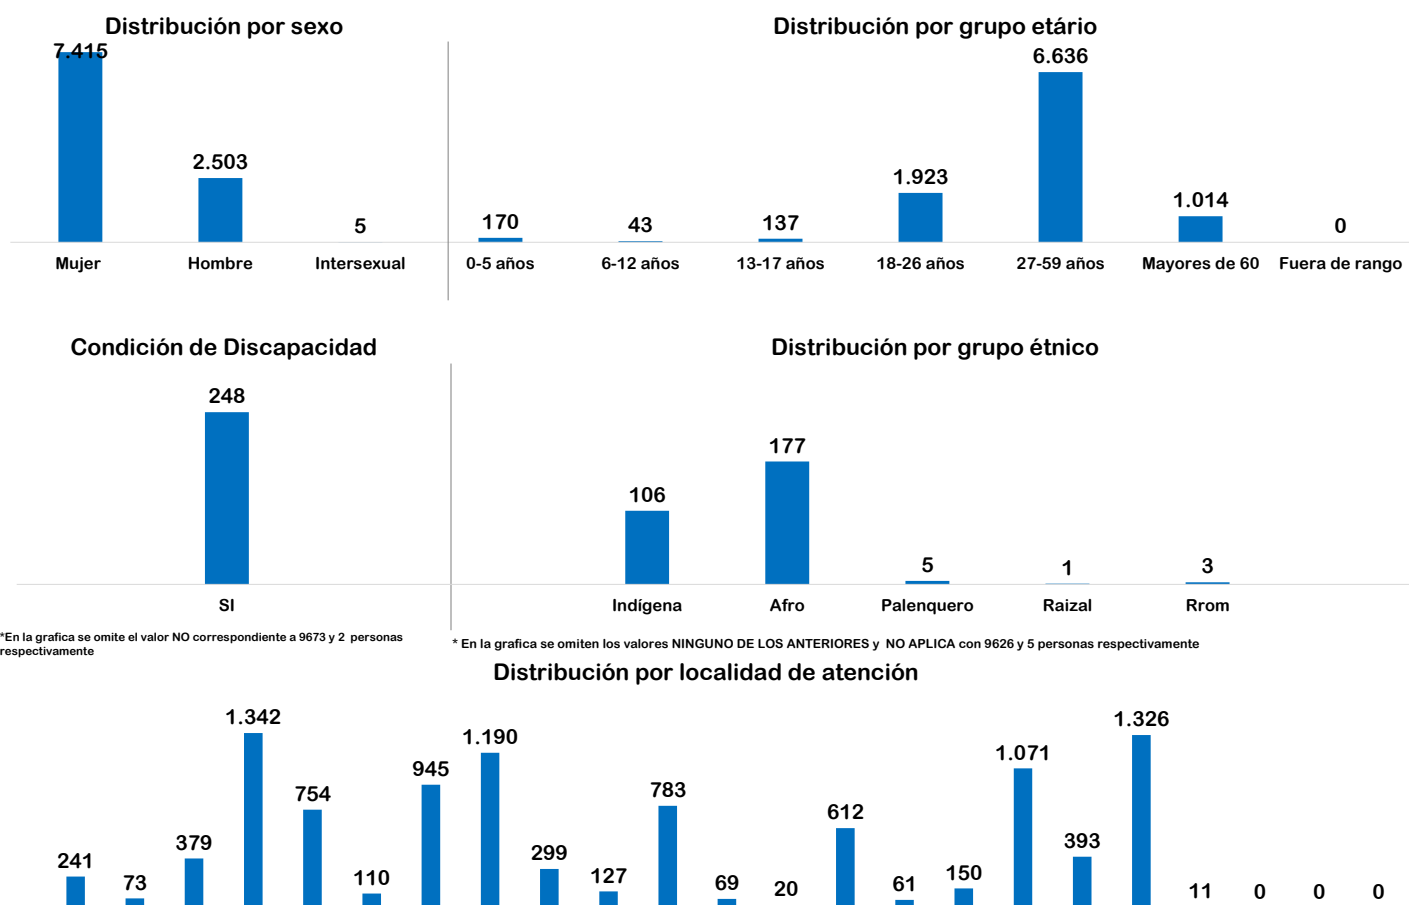 Distribución por sexo
7.415
2.503
5
Mujer
Hombre
Intersexual
Distribución por grupo etário
170
43
137
1.923
6.636
1.014
0
0-5 años
6-12 años
13-17 años
18-26 años
27-59 años
Mayores de 60
Fuera de rango
Condición de Discapacidad
248
SI
*En la grafica se omite el valor NO correspondiente a 9673 y 2 personas
respectivamente
Distribución por grupo étnico
106
177
5
1
3
Indígena
Afro
Palenquero
Raizal
Rrom
* En la grafica se omiten los valores NINGUNO DE LOS ANTERIORES y NO APLICA con 9626 y 5 personas respectivamente
Distribución por localidad de atención
241
73
379
1.342
754
110
945
1.190
299
127
783
69
20
612
61
150
1.071
393
1.326
11
0
0
0